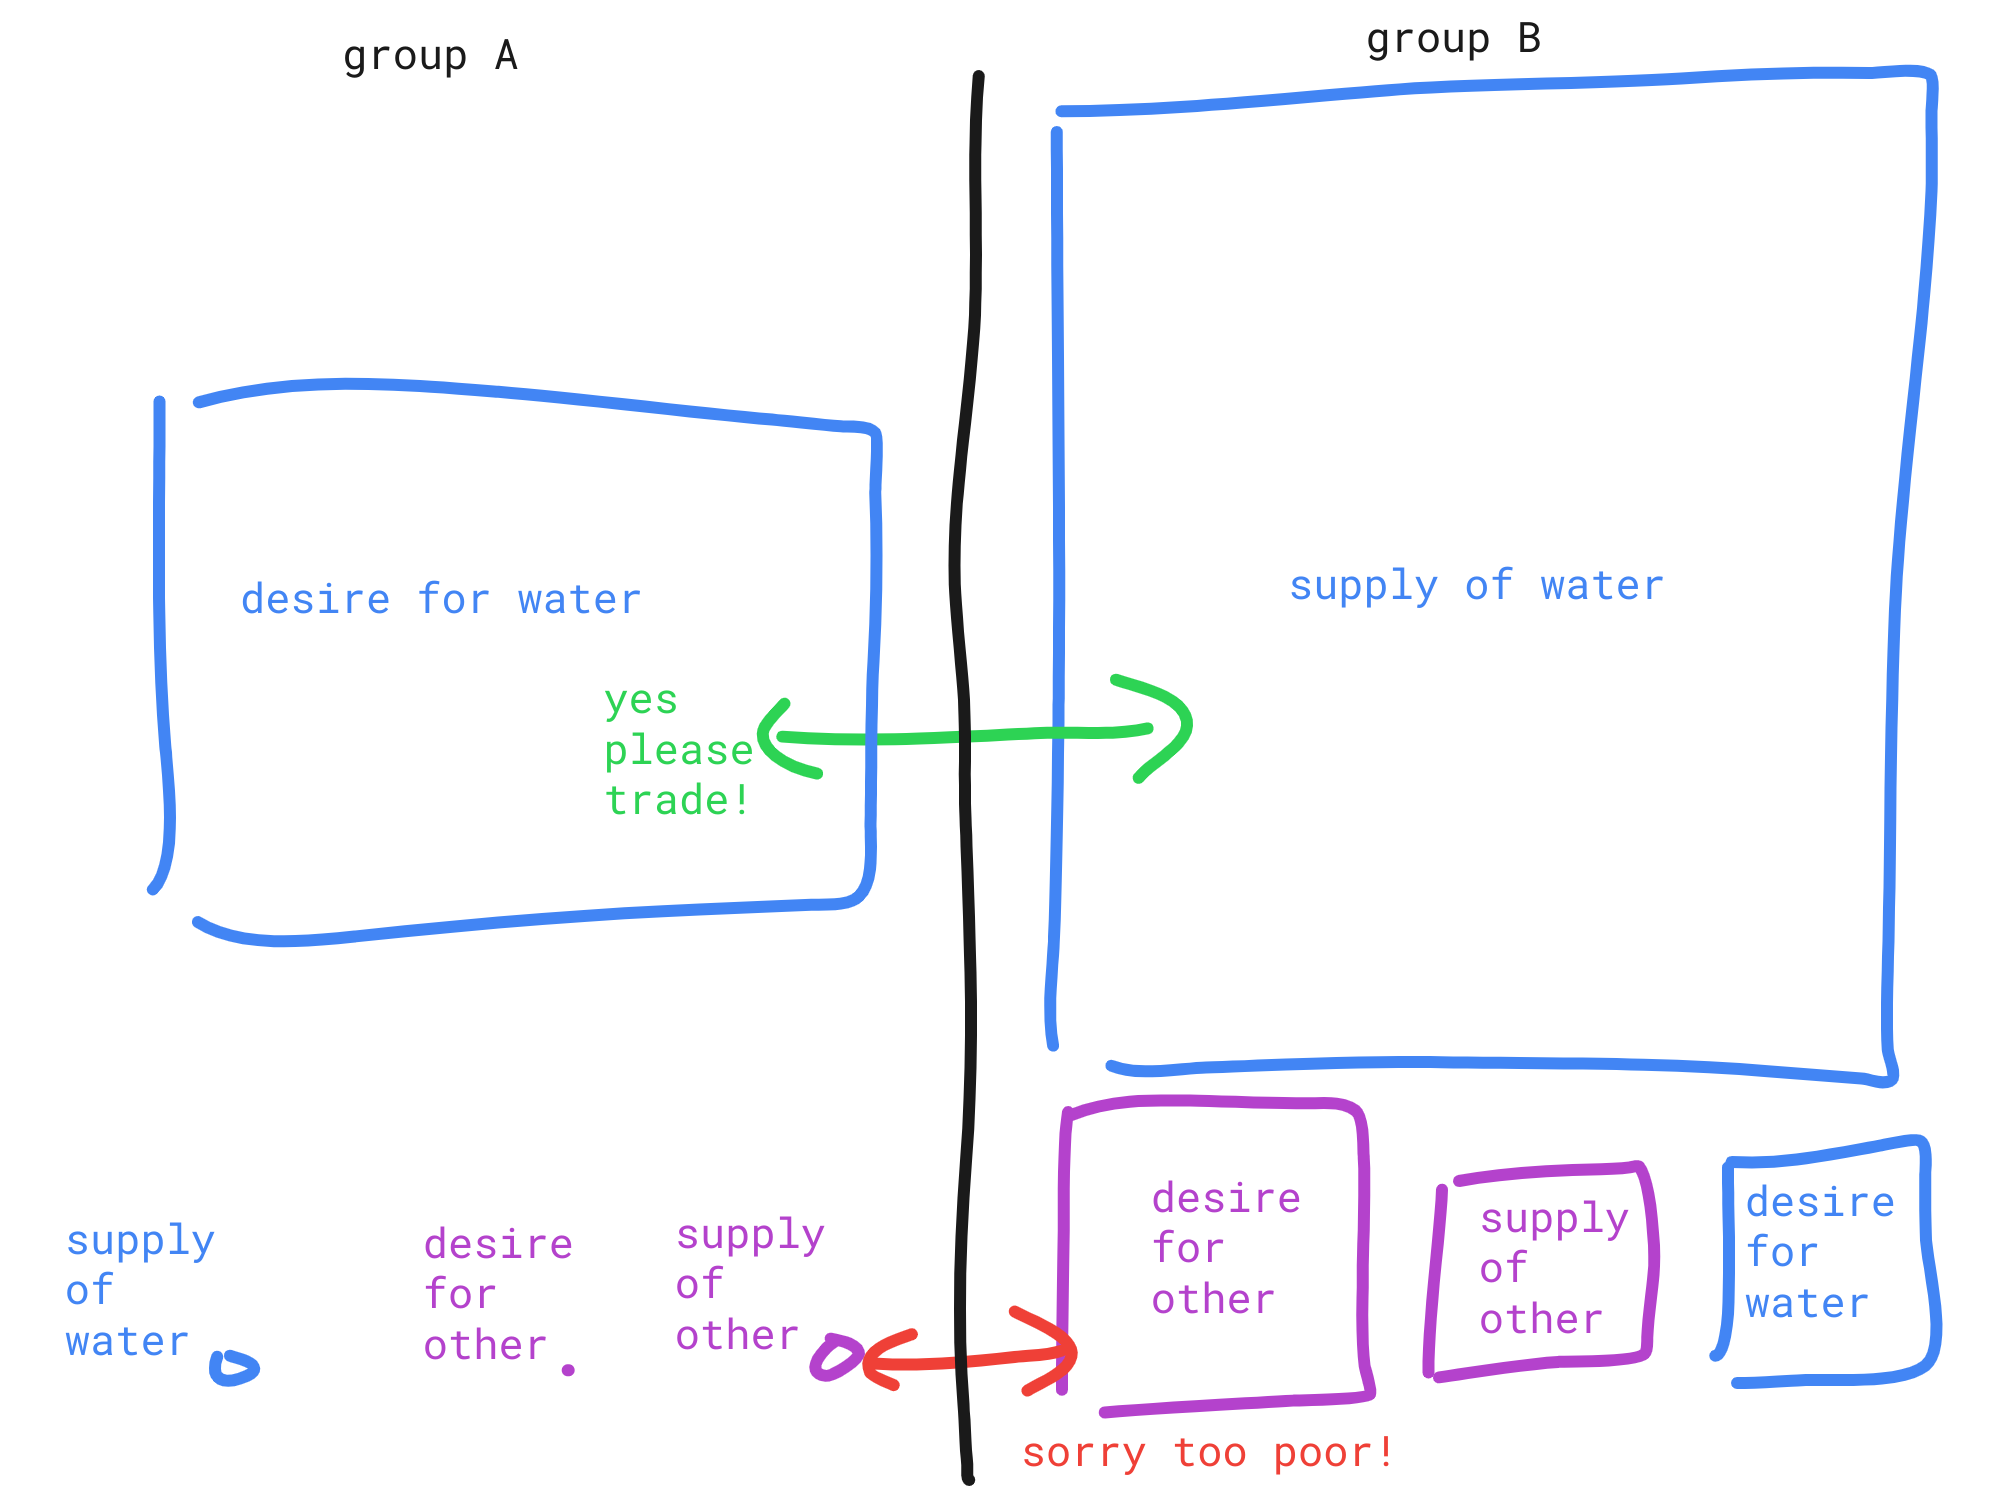 group A
group B
desire for water
supply of water
yes
please
trade!
supply
of
water
desire
for
other
supply
of
other
desire
for
other
supply
of
other
desire
for
water
sorry too poor!